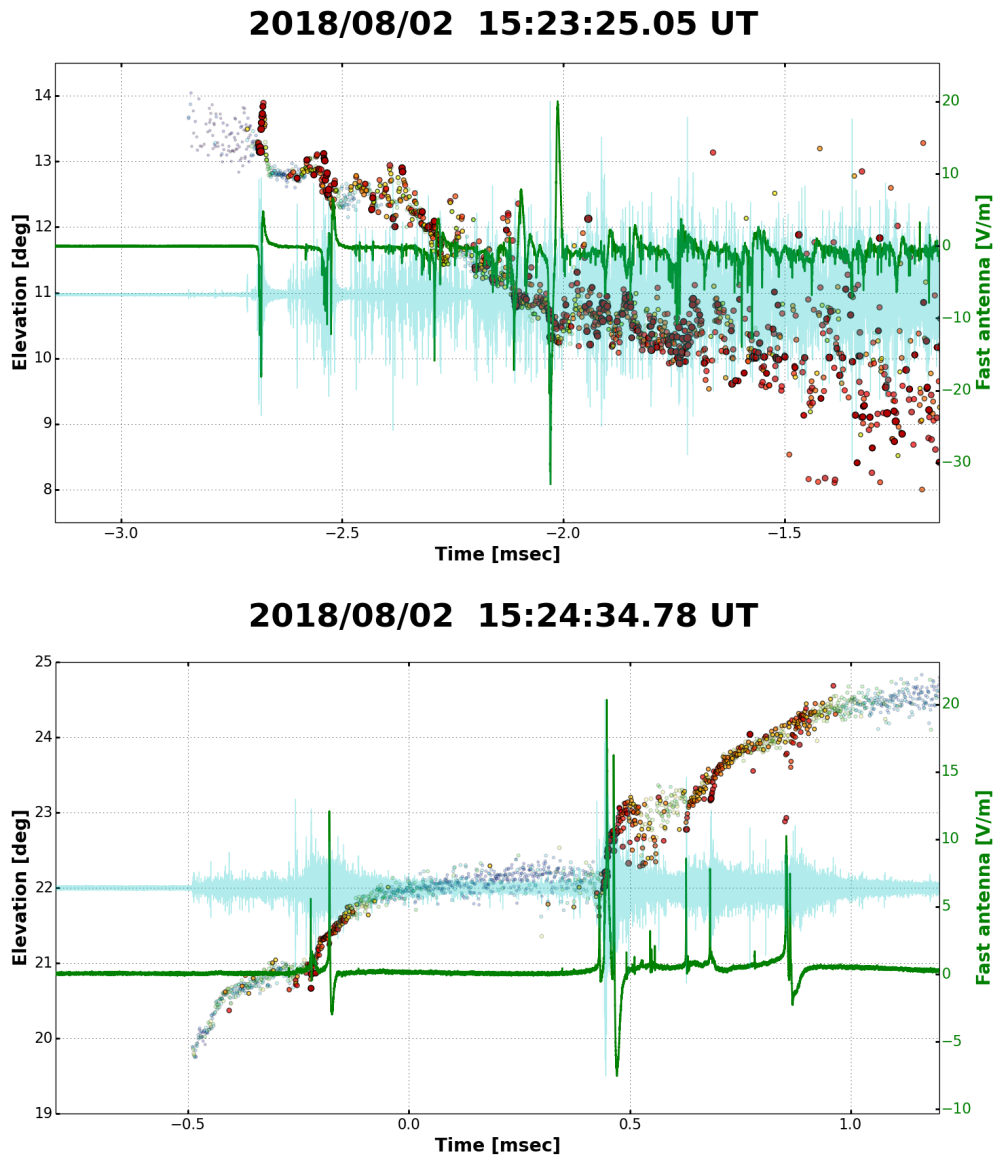 2018/08/02  15:23:25.05 UT
14
13
12
11
10
9
8
Elevation [deg]
20
10
0
−10
−20
−30
Fast antenna [V/m]
−3.0 −2.5 −2.0 −1.5
Time [msec]
2018/08/02  15:24:34.78 UT
25
24
23
22
21
20
19
Elevation [deg]
20
15
10
5
0
−5
−10
Fast antenna [V/m]
−0.5 0.0 0.5 1.0
Time [msec]